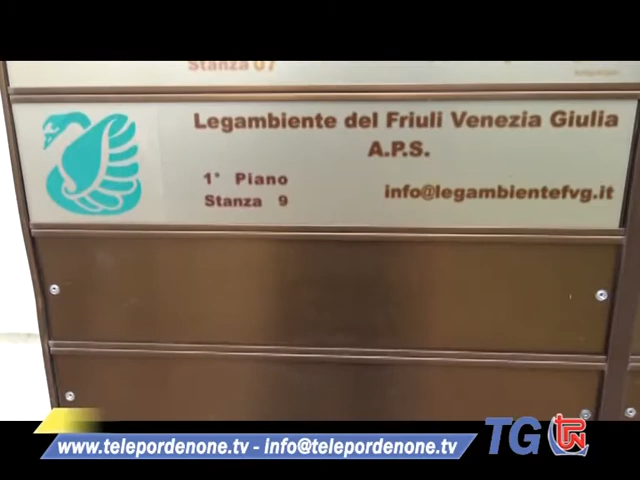 Stanza 07
Legambiente del Friuli Venezia Giulia
A.P.S.
1° Piano
Stanza 9
info@legambientefvg.it
www.telepordenone.tv - info@telepordenone.tv
TG TPN